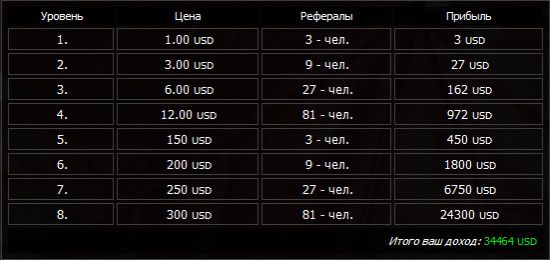 Уровень Цена Рефералы Прибыль
1. 1.00 USD 3 - чел. 3 USD
2. 3.00 USD 9 - чел. 27 USD
3. 6.00 USD 27 - чел. 162 USD
4. 12.00 USD 81 - чел. 972 USD
5. 150 USD 3 - чел. 450 USD
6. 200 USD 9 - чел. 1800 USD
7. 250 USD 27 - чел. 6750 USD
8. 300 USD 81 - чел. 24300 USD
Итого ваш доход: 34464 USD